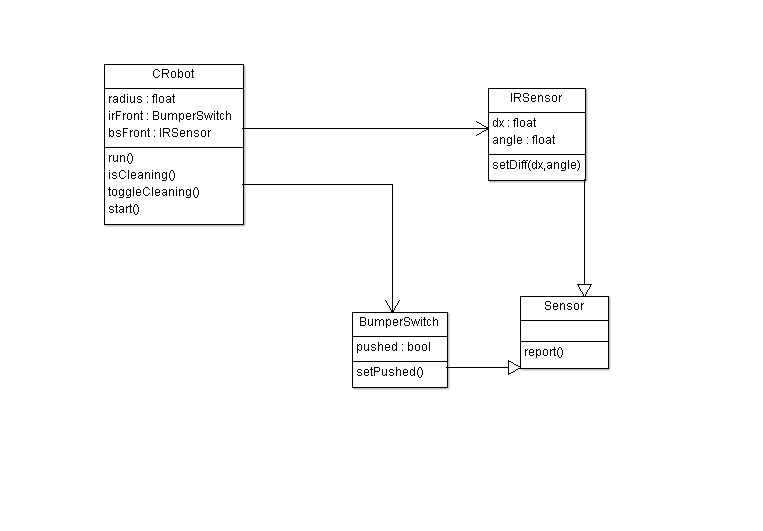 CRobot
radius : float
irFront : BumperSwitch
bsFront : IRSensor
run()
isCleaning()
toggleCleaning()
start()
IRSensor
dx : float
angle : float
setDiff(dx,angle)
BumperSwitch
pushed : bool
setPushed()
Sensor
report()